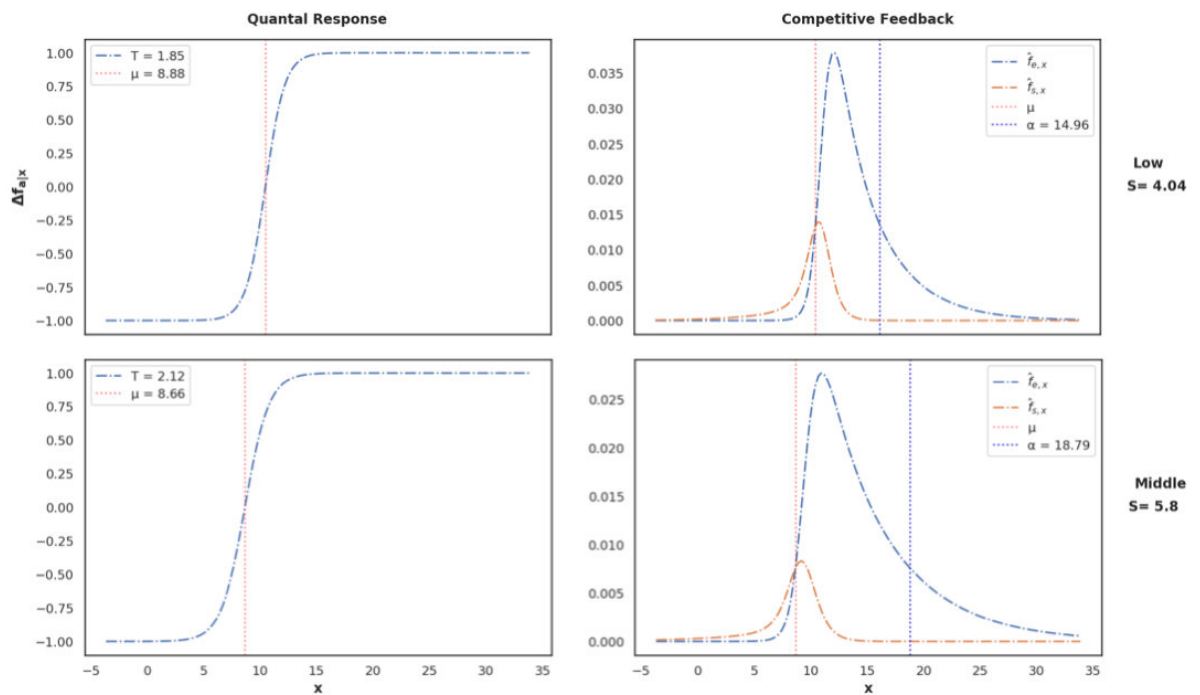 Quantal Response
Competitive Feedback
Δf_{a|x}
1.00
0.75
0.50
0.25
0.00
−0.25
−0.50
−0.75
−1.00
T = 1.85
μ = 8.88
0.035
0.030
0.025
0.020
0.015
0.010
0.005
0.000
f̂_{e,x}
f̂_{s,x}
μ
α = 14.96
Low
S= 4.04
1.00
0.75
0.50
0.25
0.00
−0.25
−0.50
−0.75
−1.00
T = 2.12
μ = 8.66
−5 0 5 10 15 20 25 30 35
x
0.025
0.020
0.015
0.010
0.005
0.000
f̂_{e,x}
f̂_{s,x}
μ
α = 18.79
−5 0 5 10 15 20 25 30 35
x
Middle
S= 5.8